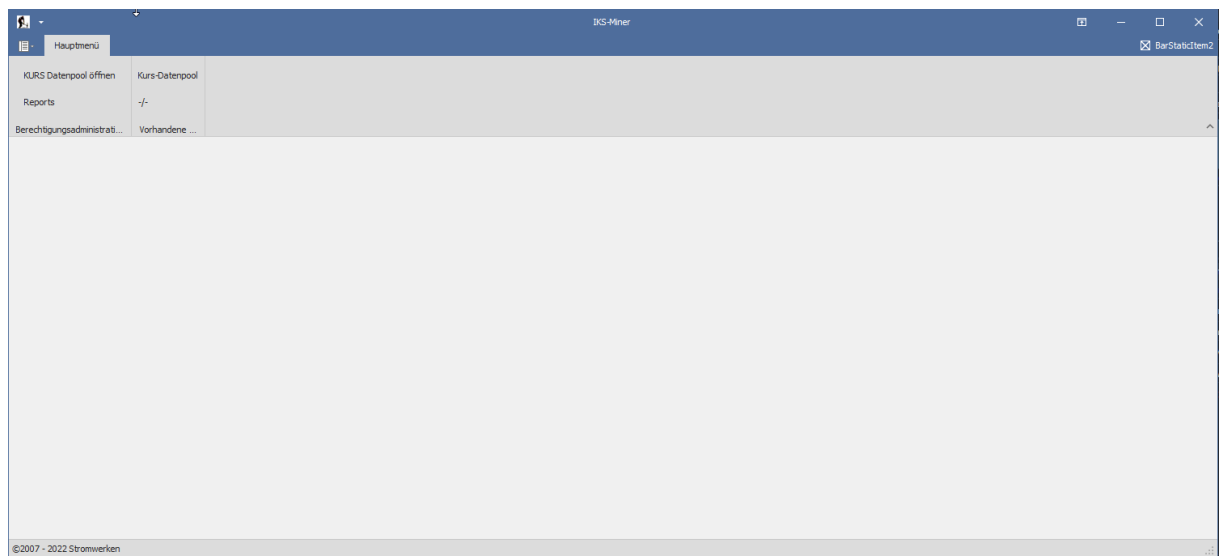 IKS-Miner
Hauptmenü
BarStaticItem2
KURS Datenpool öffnen
Kurs-Datenpool
Reports
-/-
Berechtigungsadministrati...
Vorhandene ...
©2007 - 2022 Stromwerken